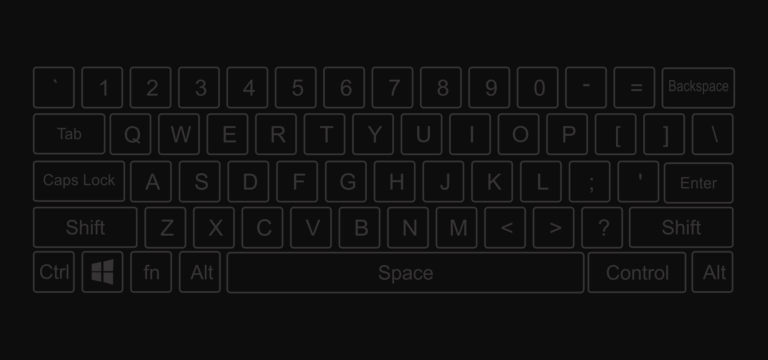 ` 1 2 3 4 5 6 7 8 9 0 - = Backspace
Tab Q W E R T Y U I O P [ ] \
Caps Lock A S D F G H J K L ; ' Enter
Shift Z X C V B N M < > ? Shift
Ctrl fn Alt Space Control Alt